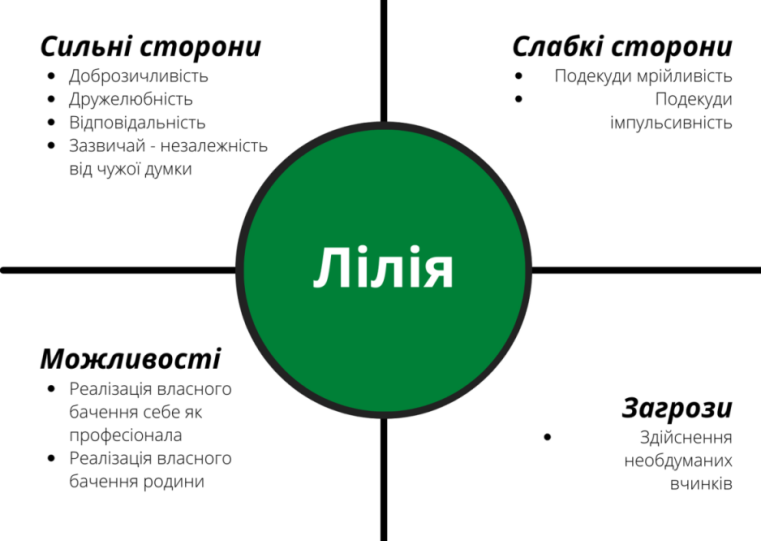 Сильні сторони
Доброзичливість
Дружелюбність
Відповідальність
Зазвичай - незалежність
від чужої думки
Слабкі сторони
Подекуди мрійливість
Подекуди
імпульсивність
Лілія
Можливості
Реалізація власного
бачення себе як
професіонала
Реалізація власного
бачення родини
Загрози
Здійснення
необдуманих
вчинків